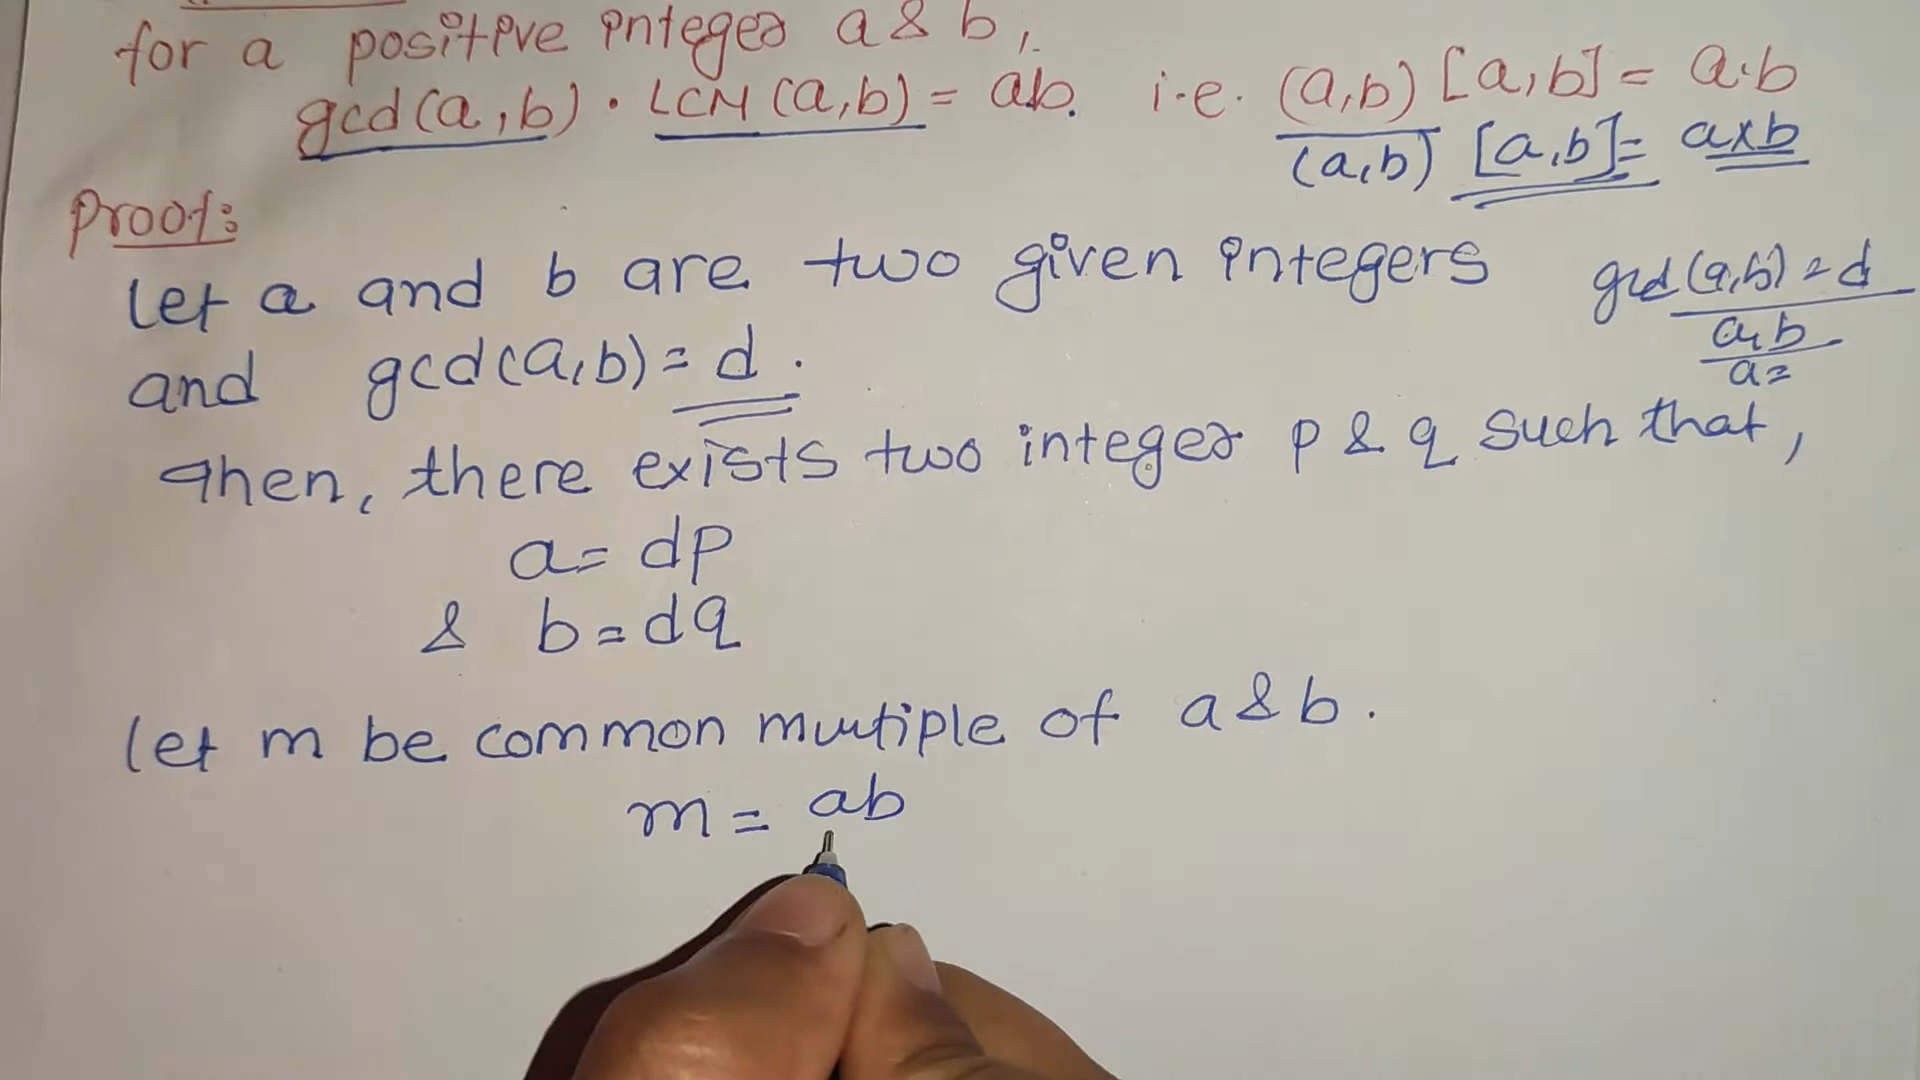 for a positive integer a & b,
gcd(a,b) · LCM(a,b) = ab. i.e. (a,b) [a,b] = a·b
(a,b) [a,b] = a×b
Proof:
Let a and b are two given integers
gcd(a,b) = d
a, b
a =
and gcd(a,b) = d.
Then, there exists two integer p & q such that,
a = dp
& b = dq
Let m be common multiple of a & b.
m = ab